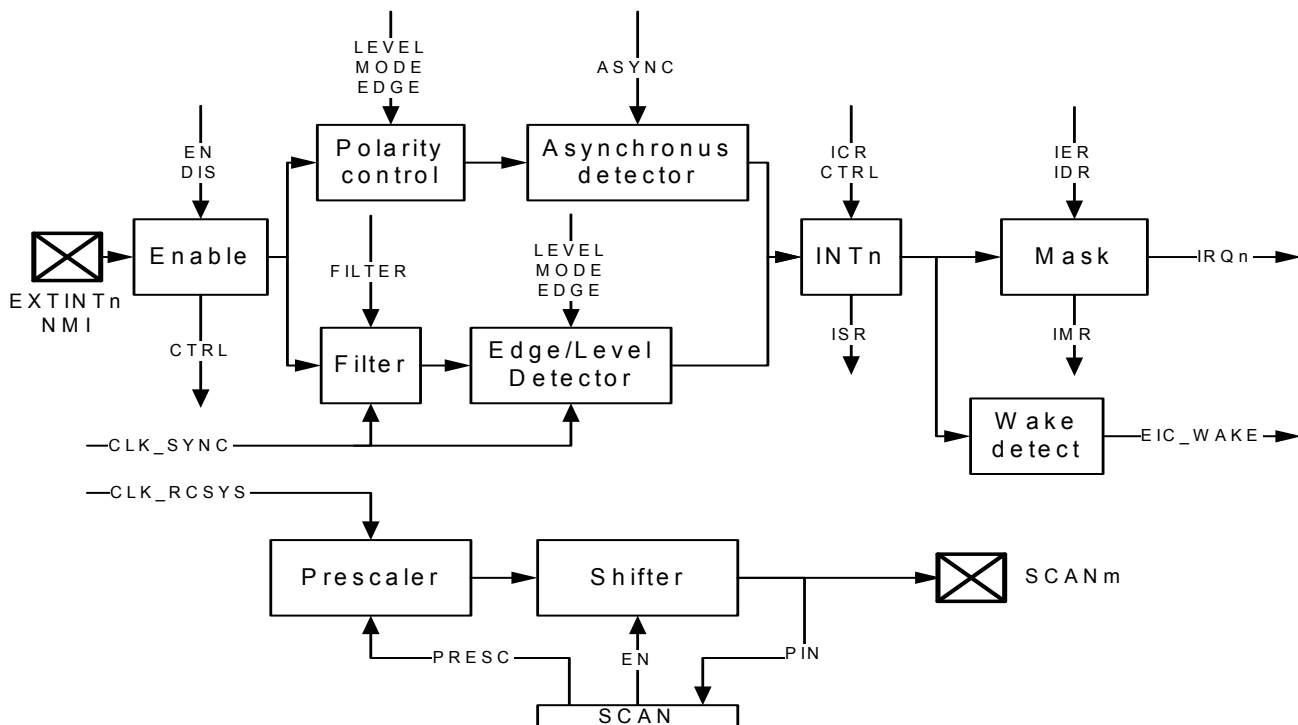 LEVEL
MODE
EDGE
ASYNC
EN
DIS
Polarity
control
Asynchronus
detector
ICR
CTRL
IER
IDR
EXTINTn
NMI
Enable
FILTER
LEVEL
MODE
EDGE
INTn
Mask
IRQn
CTRL
Filter
Edge/Level
Detector
ISR
IMR
CLK_SYNC
Wake
detect
EIC_WAKE
CLK_RCSYS
Prescaler
Shifter
SCANm
PRESC
EN
PIN
SCAN